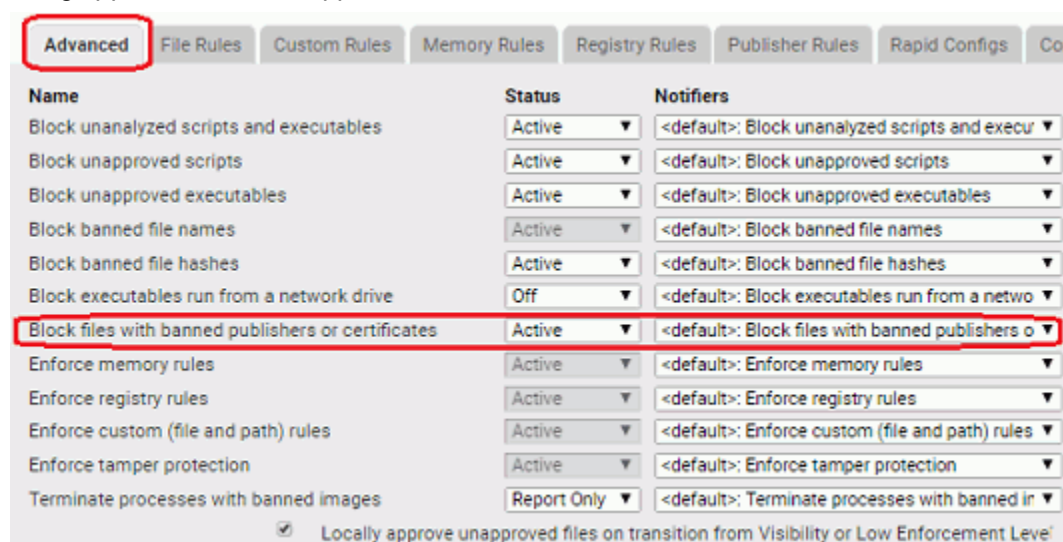 Advanced File Rules Custom Rules Memory Rules Registry Rules Publisher Rules Rapid Configs Co
Name Status Notifiers
Block unanalyzed scripts and executables Active <default>: Block unanalyzed scripts and execu
Block unapproved scripts Active <default>: Block unapproved scripts
Block unapproved executables Active <default>: Block unapproved executables
Block banned file names Active <default>: Block banned file names
Block banned file hashes Active <default>: Block banned file hashes
Block executables run from a network drive Off <default>: Block executables run from a netwo
Block files with banned publishers or certificates Active <default>: Block files with banned publishers o
Enforce memory rules Active <default>: Enforce memory rules
Enforce registry rules Active <default>: Enforce registry rules
Enforce custom (file and path) rules Active <default>: Enforce custom (file and path) rules
Enforce tamper protection Active <default>: Enforce tamper protection
Terminate processes with banned images Report Only <default>: Terminate processes with banned ir
Locally approve unapproved files on transition from Visibility or Low Enforcement Level